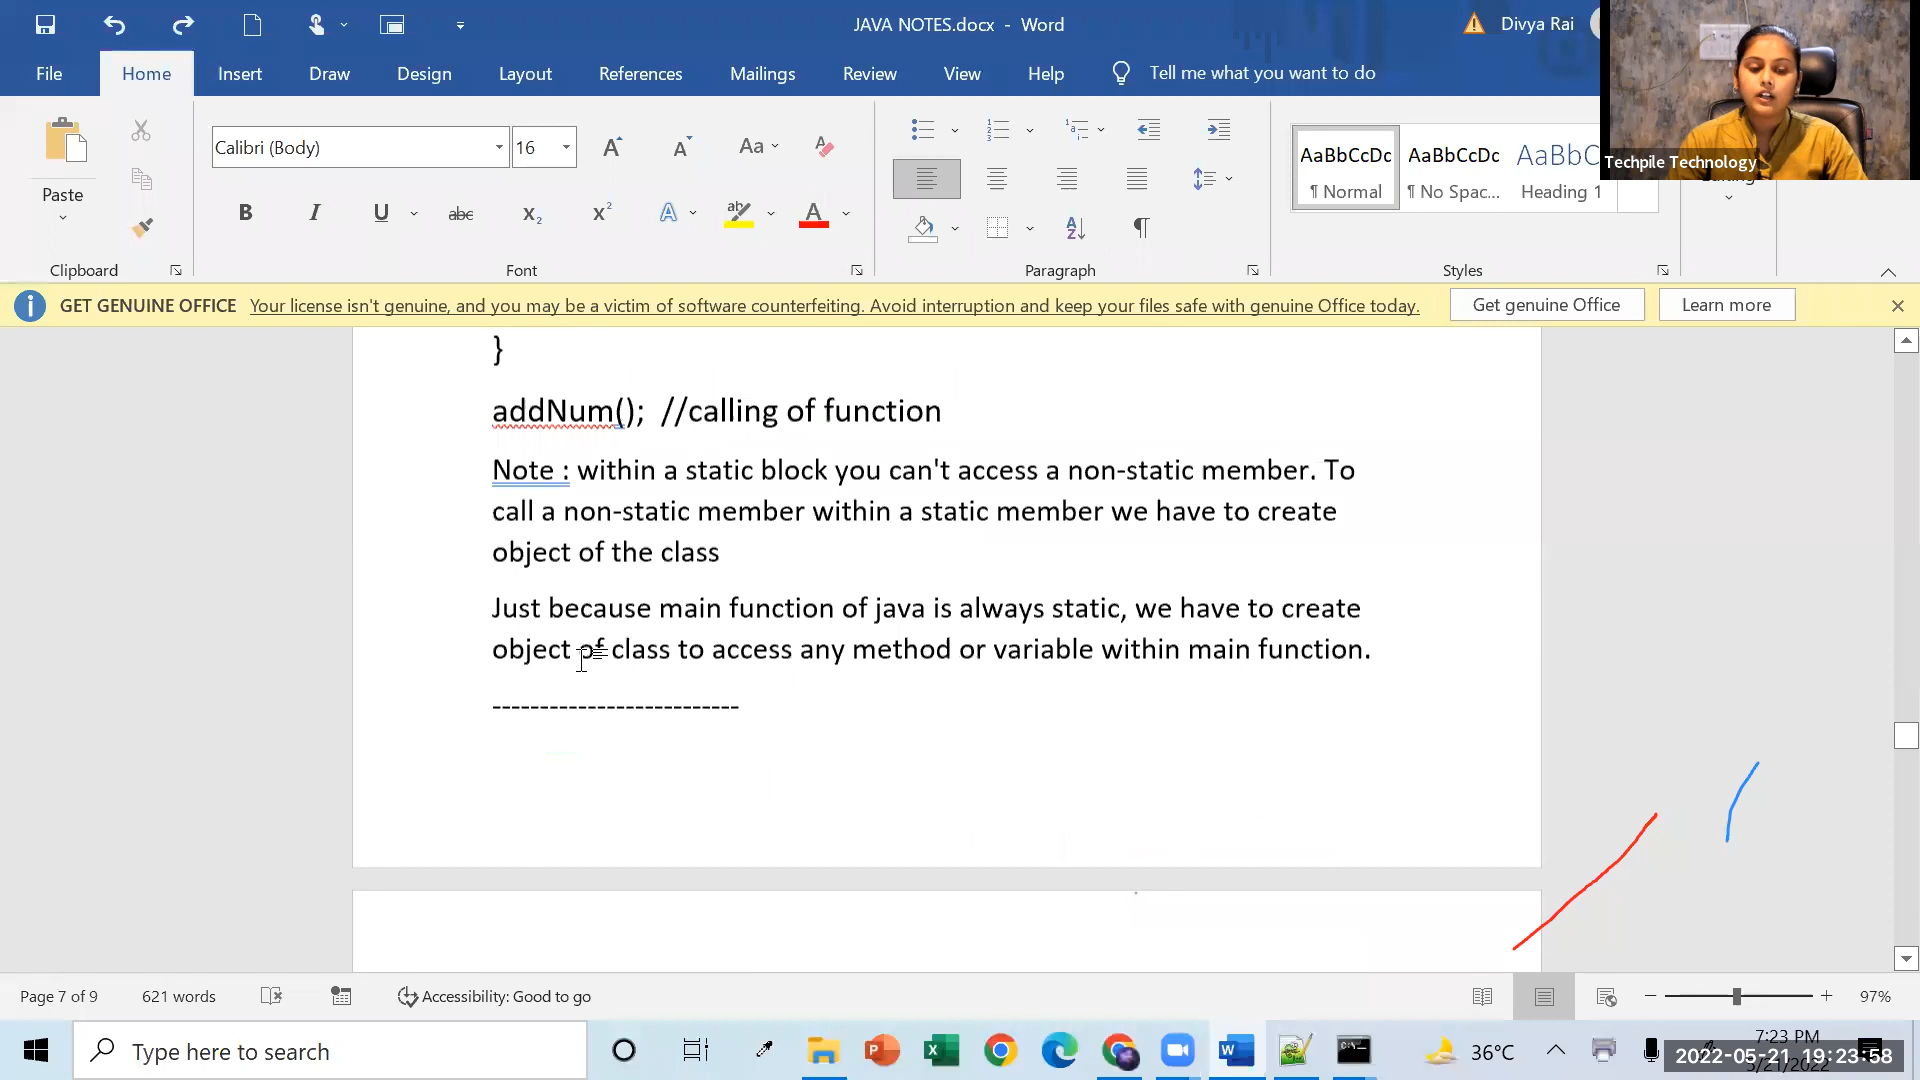 JAVA NOTES.docx - Word
Divya Rai
File Home Insert Draw Design Layout References Mailings Review View Help Tell me what you want to do
Techpile Technology
Paste
Calibri (Body) 16
Aa
B I U abc X2 X2 A ab A
AaBbCcDc AaBbCcDc AaBbC
¶ Normal ¶ No Spac... Heading 1
Clipboard Font Paragraph Styles
GET GENUINE OFFICE Your license isn't genuine, and you may be a victim of software counterfeiting. Avoid interruption and keep your files safe with genuine Office today. Get genuine Office Learn more
}
addNum(); //calling of function
Note : within a static block you can't access a non-static member. To
call a non-static member within a static member we have to create
object of the class
Just because main function of java is always static, we have to create
object of class to access any method or variable within main function.
--------------------------
Page 7 of 9 621 words Accessibility: Good to go 97%
Type here to search
36°C
7:23 PM
2022-05-21 19:23:58